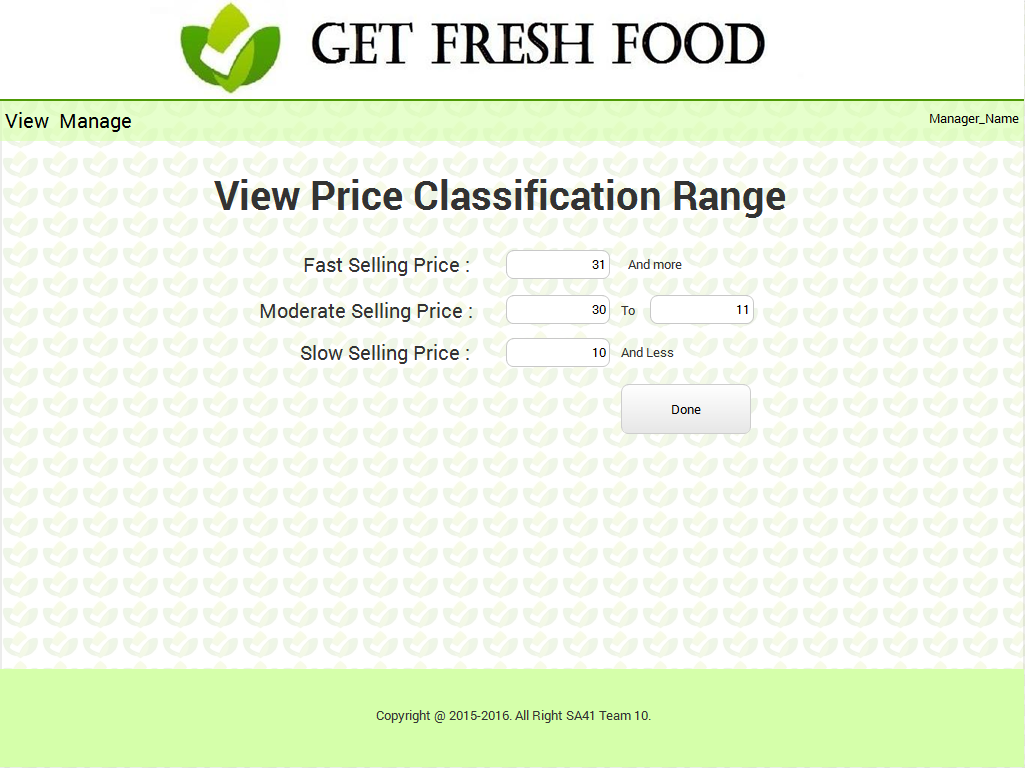 GET FRESH FOOD
View Manage Manager_Name
View Price Classification Range
Fast Selling Price : 31 And more
Moderate Selling Price : 30 To 11
Slow Selling Price : 10 And Less
Done
Copyright @ 2015-2016. All Right SA41 Team 10.